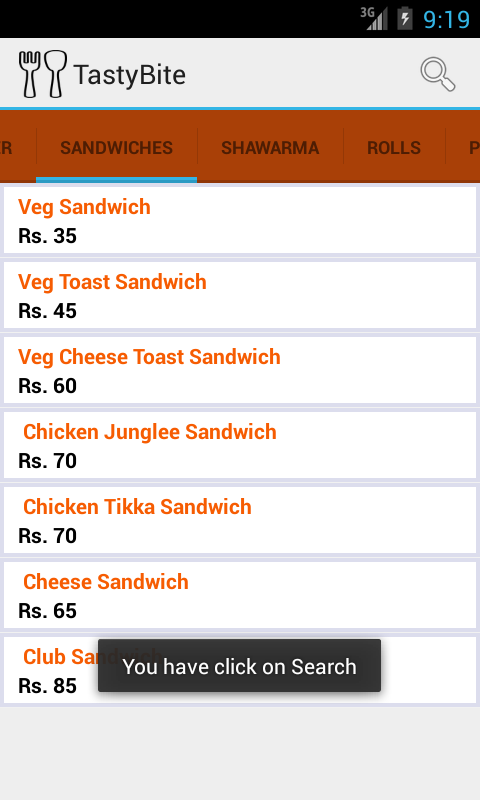 3G 9:19
TastyBite
ER SANDWICHES SHAWARMA ROLLS P
Veg Sandwich
Rs. 35
Veg Toast Sandwich
Rs. 45
Veg Cheese Toast Sandwich
Rs. 60
Chicken Junglee Sandwich
Rs. 70
Chicken Tikka Sandwich
Rs. 70
Cheese Sandwich
Rs. 65
Club Sandwich
You have click on Search
Rs. 85